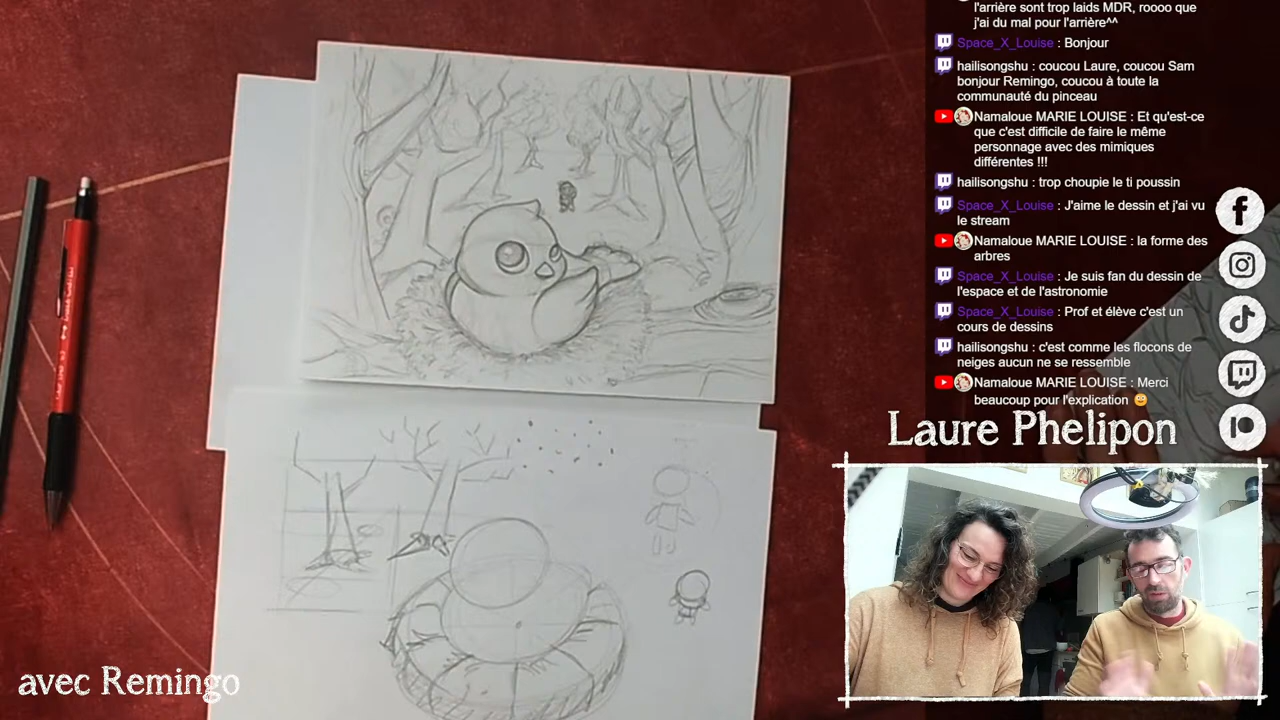 l'arrière sont trop laids MDR, roooo que
j'ai du mal pour l'arrière^^
Space_X_Louise : Bonjour
hailisongshu : coucou Laure, coucou Sam
bonjour Remingo, coucou à toute la
communauté du pinceau
Namaloue MARIE LOUISE : Et qu'est-ce
que c'est difficile de faire le même
personnage avec des mimiques
différentes !!!
hailisongshu : trop choupie le ti poussin
Space_X_Louise : J'aime le dessin et j'ai vu
le stream
Namaloue MARIE LOUISE : la forme des
arbres
Space_X_Louise : Je suis fan du dessin de
l'espace et de l'astronomie
Space_X_Louise : Prof et élève c'est un
cours de dessins
hailisongshu : c'est comme les flocons de
neiges aucun ne se ressemble
Namaloue MARIE LOUISE : Merci
beaucoup pour l'explication 😳
Laure Phelipon
avec Remingo